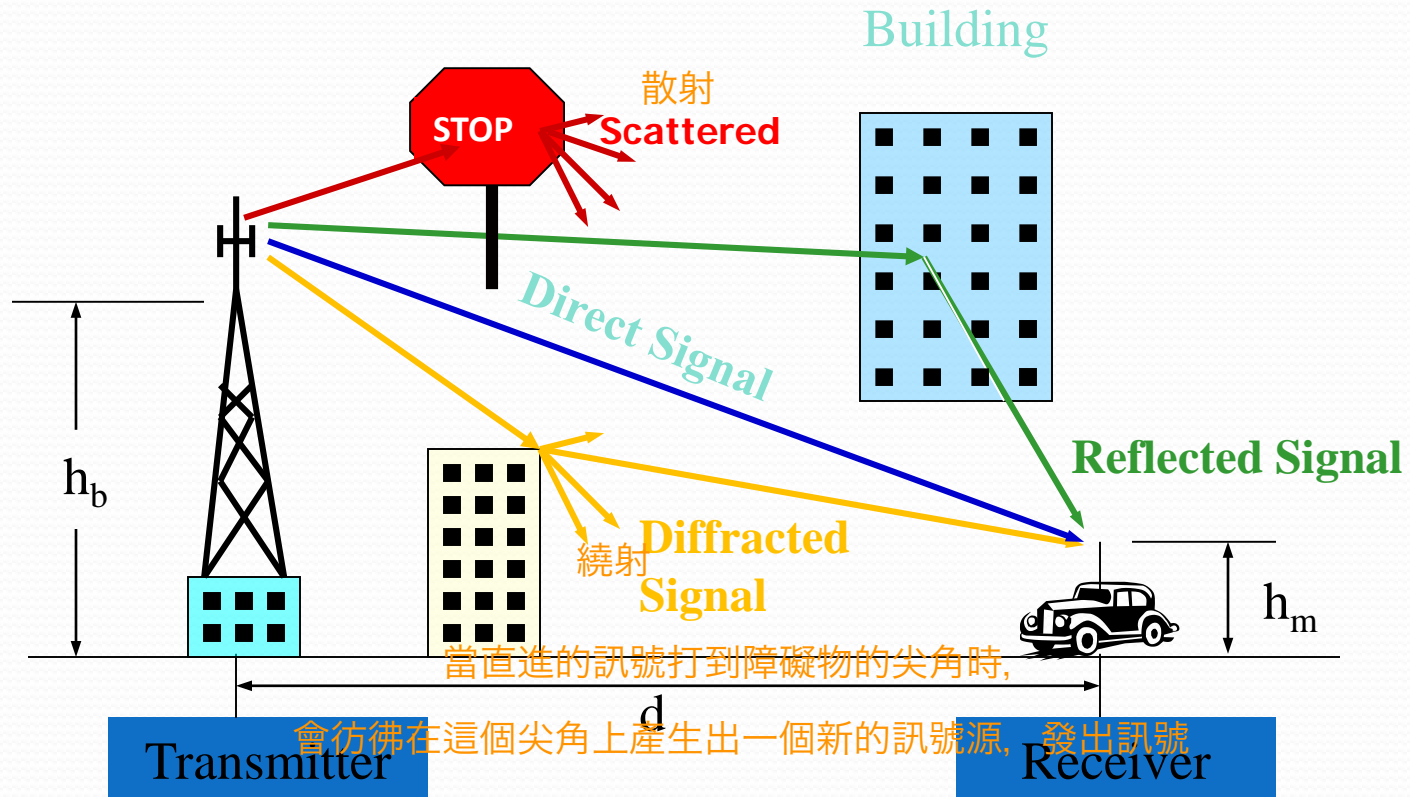 Building
散射
STOP
Scattered
Direct Signal
Reflected Signal
h_b
Diffracted
繞射
Signal
h_m
當直進的訊號打到障礙物的尖角時,
d
會彷彿在這個尖角上產生出一個新的訊號源, 發出訊號
Transmitter
Receiver